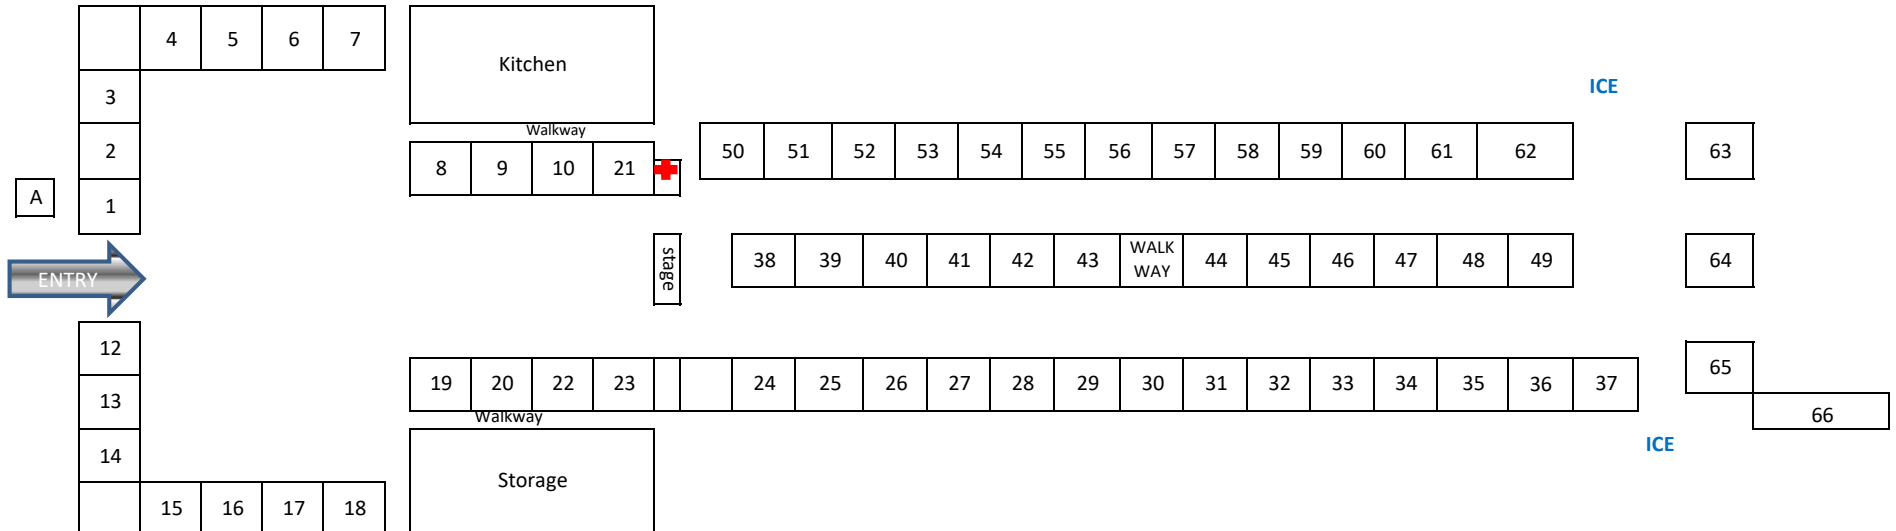 4 5 6 7
Kitchen
ICE
3
Walkway
2
50 51 52 53 54 55 56 57 58 59 60 61 62
63
8 9 10 21
A
1
stage
38 39 40 41 42 43
WALK
WAY
44 45 46 47 48 49
64
ENTRY
12
65
19 20 22 23 24 25 26 27 28 29 30 31 32 33 34 35 36 37
13
Walkway
66
ICE
14
Storage
15 16 17 18